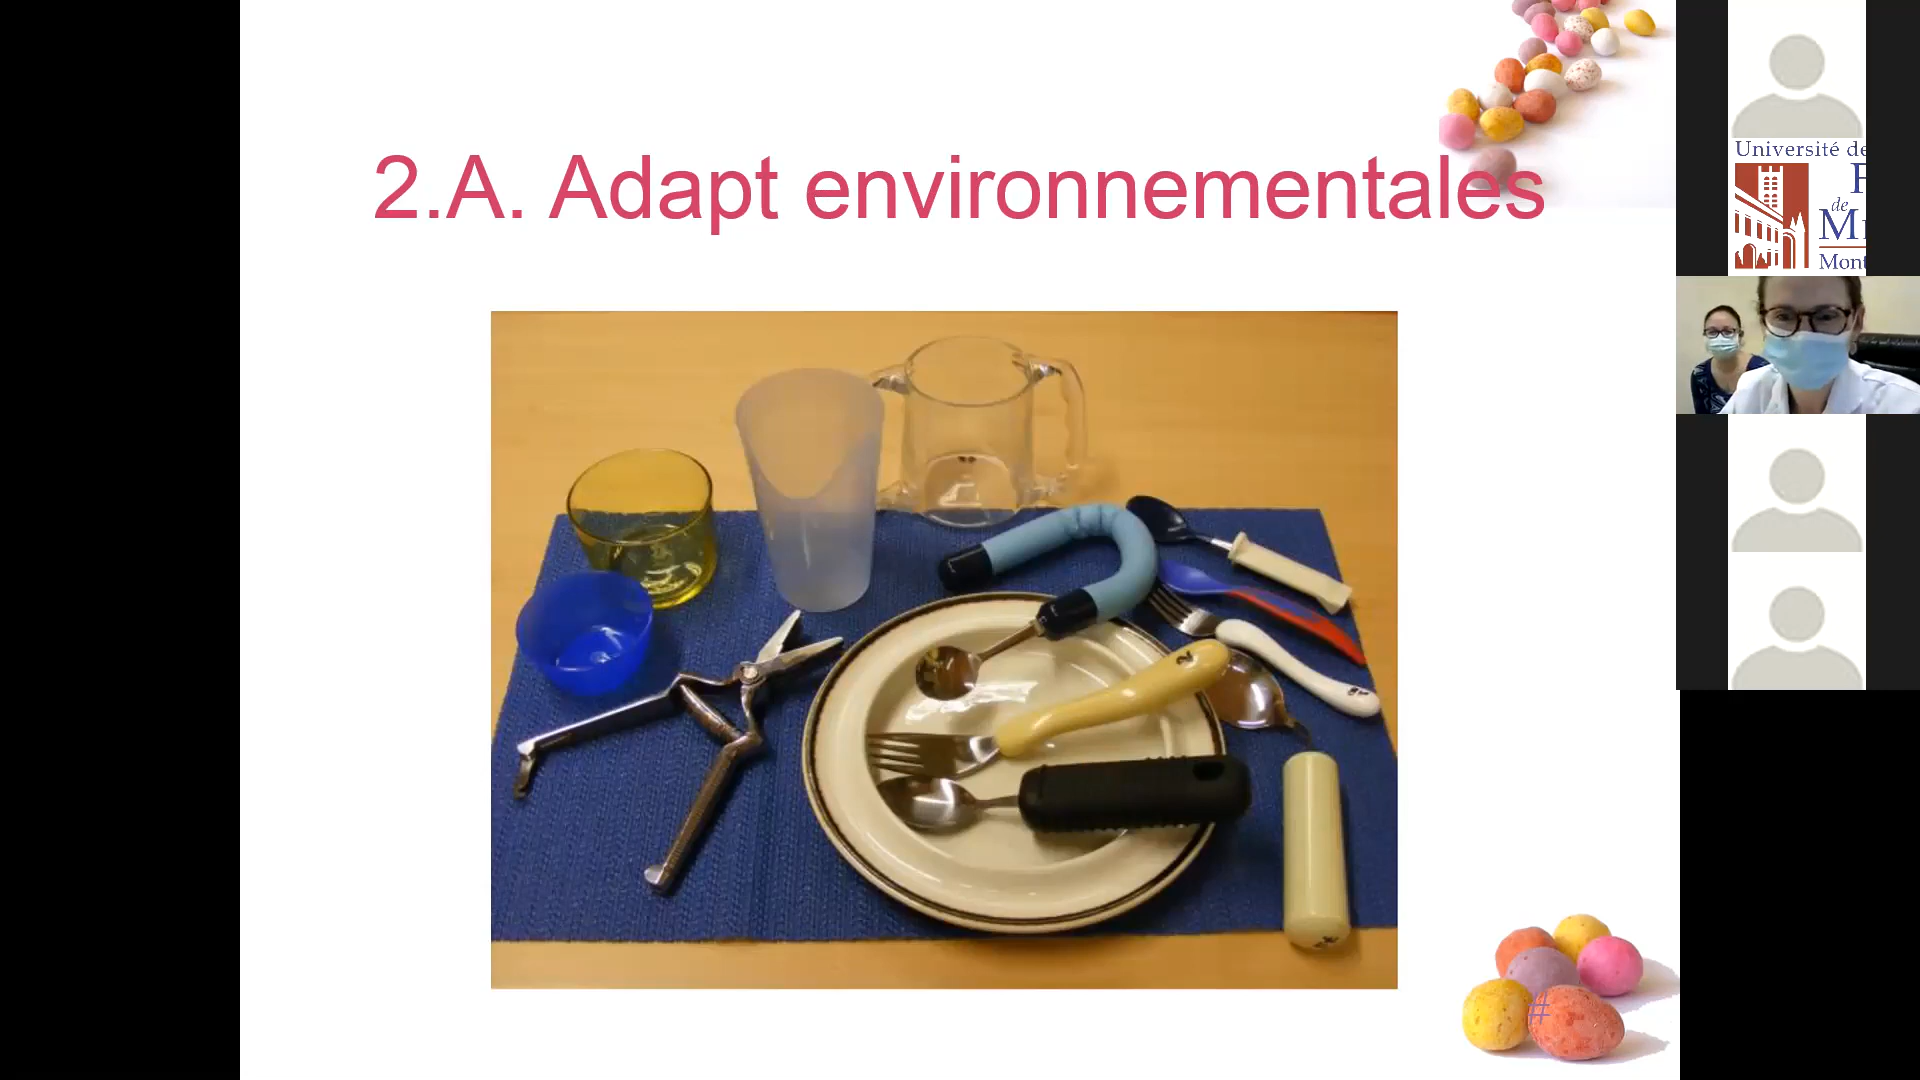 2.A. Adapt environnementales
Université de
de
Mont
#